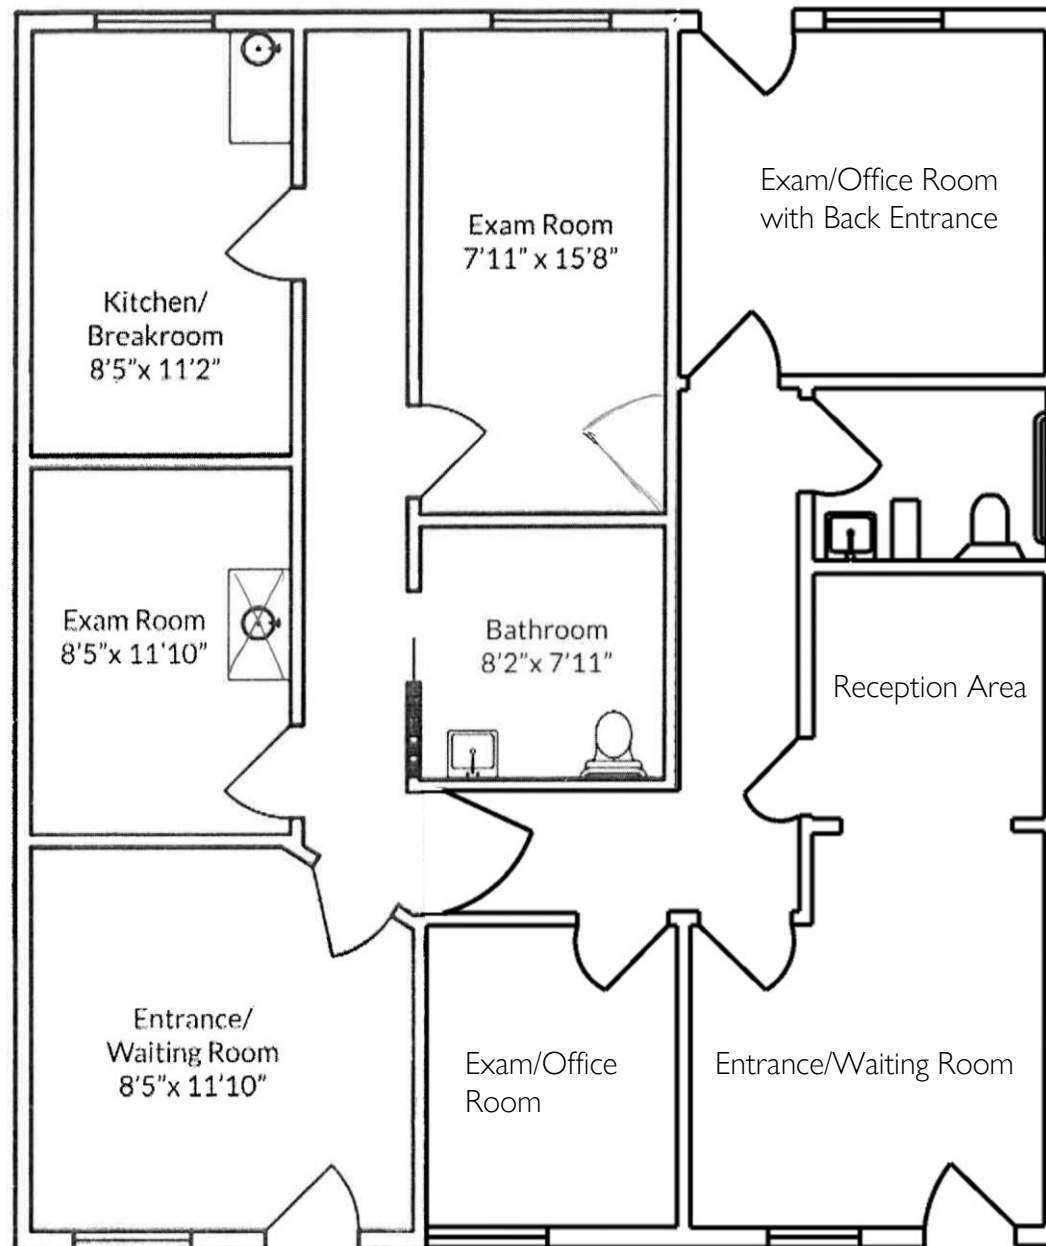 Exam/Office Room
with Back Entrance
Exam Room
7'11" x 15'8"
Kitchen/
Breakroom
8'5"x 11'2"
Exam Room
8'5"x 11'10"
Bathroom
8'2"x 7'11"
Reception Area
Entrance/
Waiting Room
8'5"x 11'10"
Exam/Office
Room
Entrance/Waiting Room